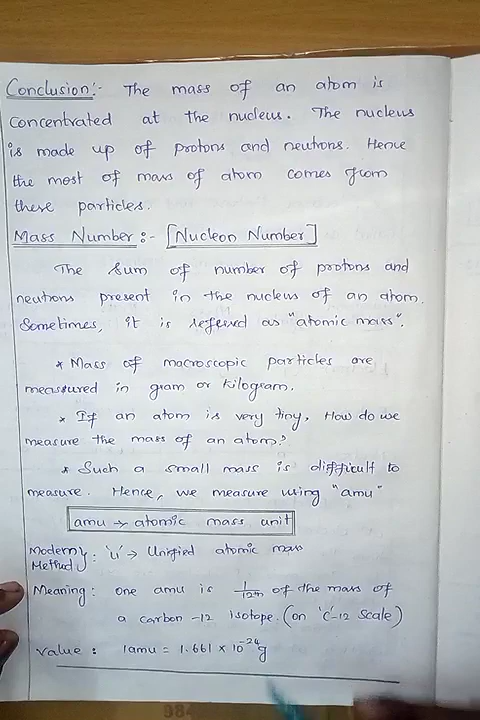 Conclusion:- The mass of an atom is
concentrated at the nucleus. The nucleus
is made up of protons and neutrons. Hence
the most of mass of atom comes from
these particles.
Mass Number:- [Nucleon Number]
The sum of number of protons and
neutrons present in the nucleus of an atom.
Sometimes, it is refered as "atomic mass".
* Mass of macroscopic particles are
measured in gram or kilogram.
* If an atom is very tiny, How do we
measure the mass of an atom?
* Such a small mass is difficult to
measure. Hence, we measure using "amu"
amu → atomic mass unit
Modern
Method } : 'u' → Unified atomic mass
Meaning: one amu is 1/12th of the mass of
a carbon -12 isotope. (on 'C'-12 scale)
Value : 1amu = 1.661 × 10⁻²⁴g
984